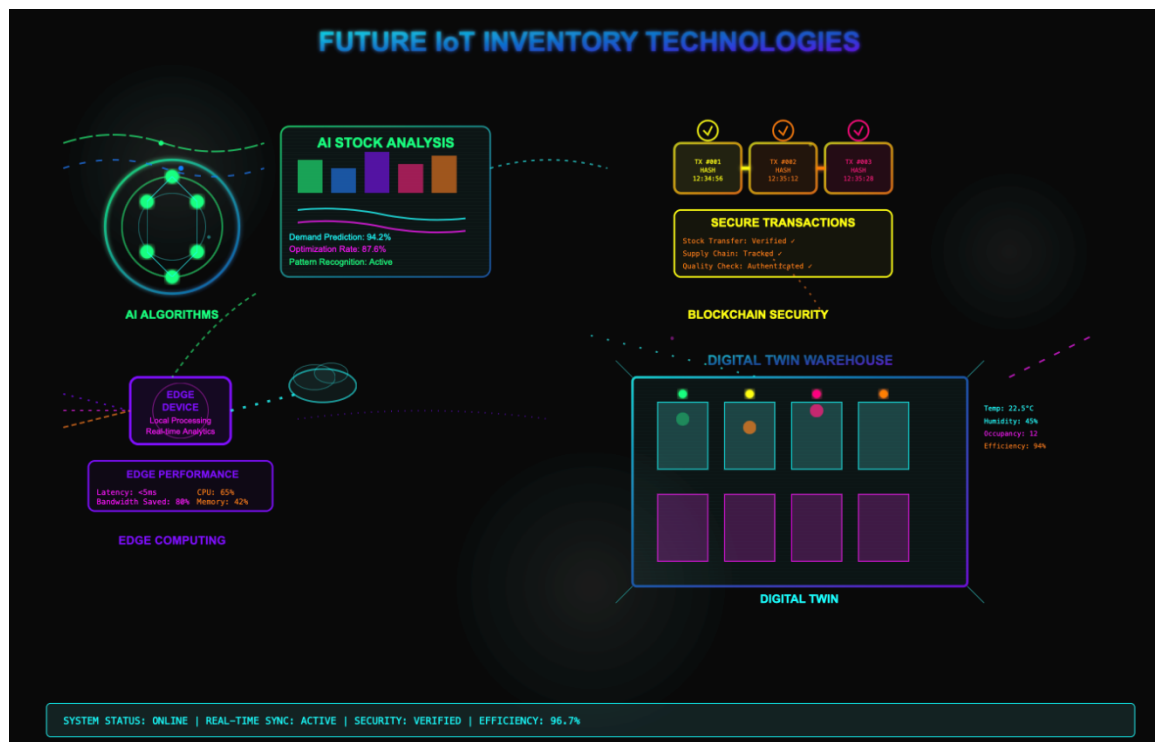 FUTURE IoT INVENTORY TECHNOLOGIES
AI STOCK ANALYSIS
Demand Prediction: 94.2%
Optimization Rate: 87.6%
Pattern Recognition: Active
AI ALGORITHMS
TX #001
HASH
12:34:56
TX #002
HASH
12:35:12
TX #003
HASH
12:35:28
SECURE TRANSACTIONS
Stock Transfer: Verified ✓
Supply Chain: Tracked ✓
Quality Check: Authenticated ✓
BLOCKCHAIN SECURITY
EDGE
DEVICE
Local Processing
Real-time Analytics
EDGE PERFORMANCE
Latency: <5ms CPU: 65%
Bandwidth Saved: 80% Memory: 42%
EDGE COMPUTING
DIGITAL TWIN WAREHOUSE
Temp: 22.5°C
Humidity: 45%
Occupancy: 12
Efficiency: 94%
DIGITAL TWIN
SYSTEM STATUS: ONLINE | REAL-TIME SYNC: ACTIVE | SECURITY: VERIFIED | EFFICIENCY: 96.7%